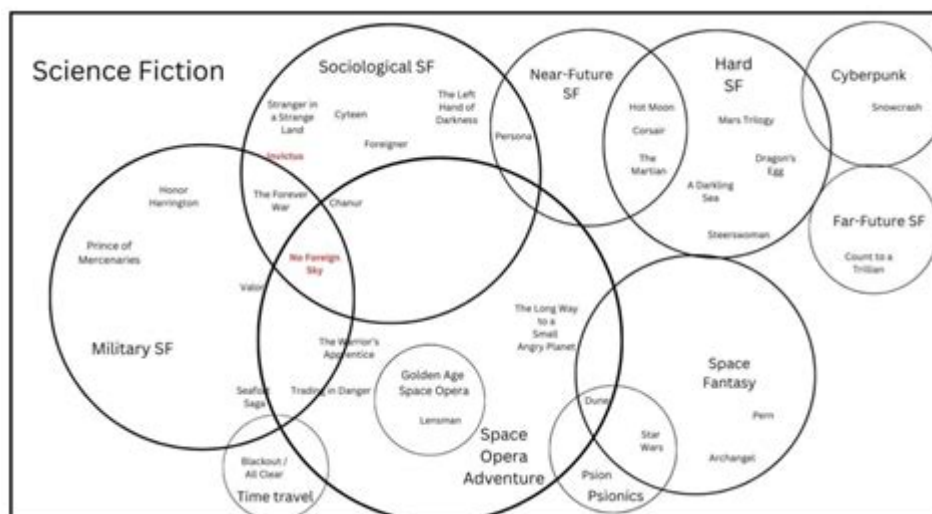 Science Fiction
Sociological SF
Stranger in
a Strange
Land
Cyteen
The Left
Hand of
Darkness
Invictus
Foreigner
The Forever
War
Chanur
No Foreign
Sky
Near-Future
SF
Persona
Hot Moon
Corsair
The
Martian
Hard
SF
Mars Trilogy
Dragon's
Egg
A Darkling
Sea
Steerswoman
Cyberpunk
Snowcrash
Far-Future SF
Count to a
Trillian
Honor
Harrington
Prince of
Mercenaries
Valor
Military SF
The Warrior's
Apprentice
Seafort
Saga
Trading in Danger
Golden Age
Space Opera
Lensman
The Long Way
to a
Small
Angry Planet
Space
Opera
Adventure
Space
Fantasy
Dune
Pern
Star
Wars
Archangel
Psion
Psionics
Blackout /
All Clear
Time travel